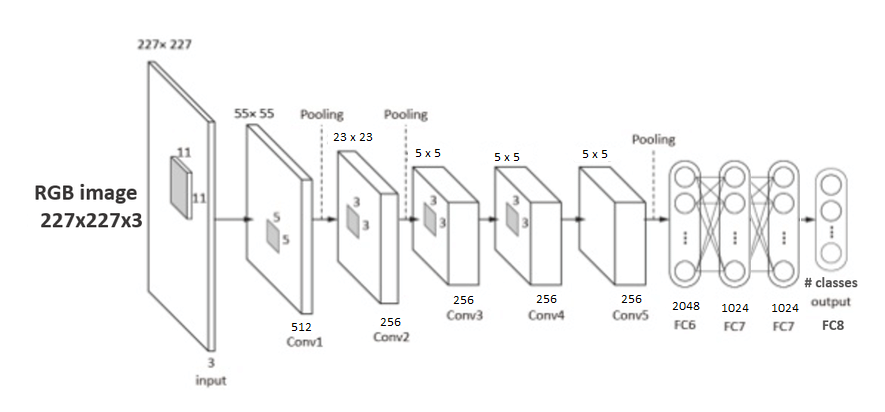 227× 227
RGB image
227x227x3
11
11
3
input
55× 55
5
5
512
Conv1
Pooling
23 x 23
3
3
256
Conv2
Pooling
5 x 5
3
3
256
Conv3
5 x 5
3
3
256
Conv4
5 x 5
256
Conv5
Pooling
2048
FC6
1024
FC7
1024
FC7
# classes
output
FC8